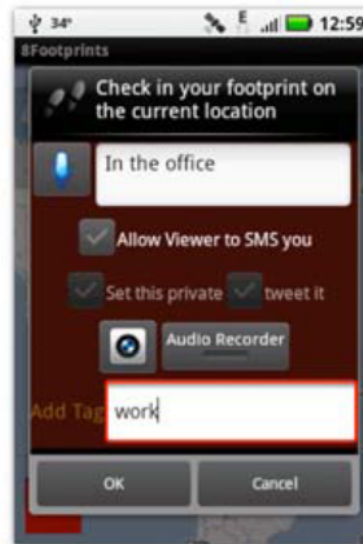 34° E 12:59
8Footprints
Check in your footprint on
the current location
In the office
Allow Viewer to SMS you
Set this private tweet it
Audio Recorder
Add Tag work
OK Cancel